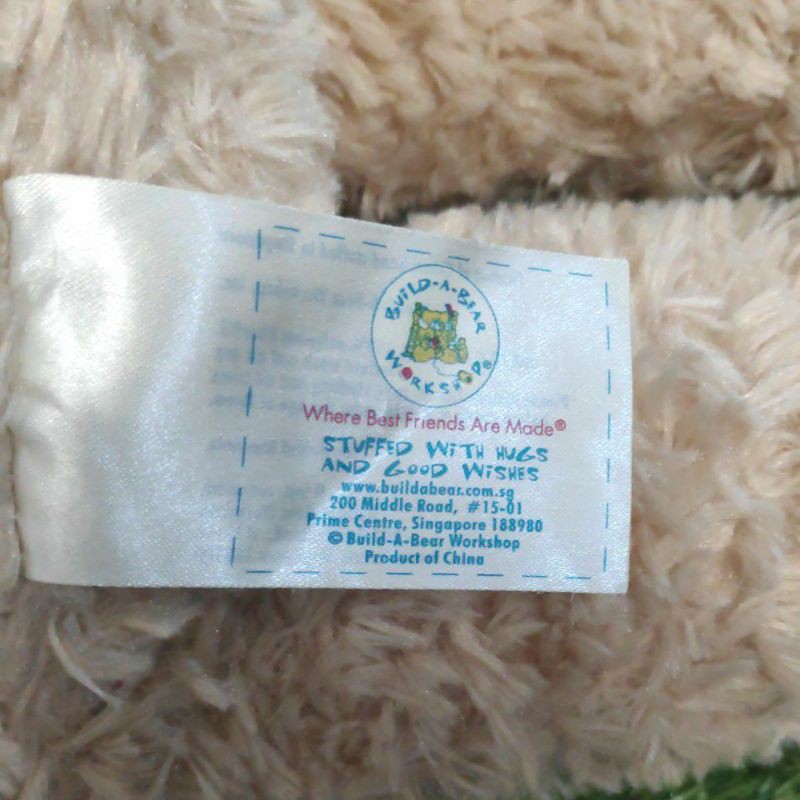 BUILD-A-BEAR
WORKSHOP®
Where Best Friends Are Made®
STUFFED WITH HUGS
AND GOOD WISHES
www.buildabear.com.sg
200 Middle Road, #15-01
Prime Centre, Singapore 188980
© Build-A-Bear Workshop
Product of China